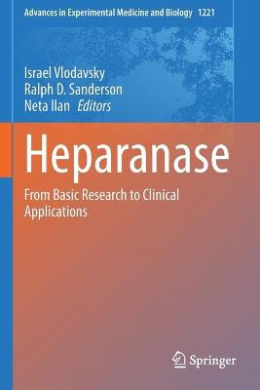 Advances in Experimental Medicine and Biology 1221
Israel Vlodavsky
Ralph D. Sanderson
Neta Ilan Editors
Heparanase
From Basic Research to Clinical
Applications
Springer